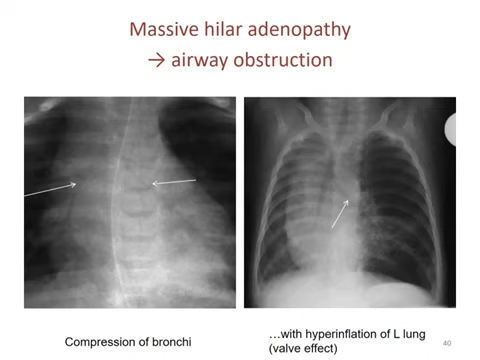 Massive hilar adenopathy
→ airway obstruction
Compression of bronchi
…with hyperinflation of L lung
(valve effect)
40